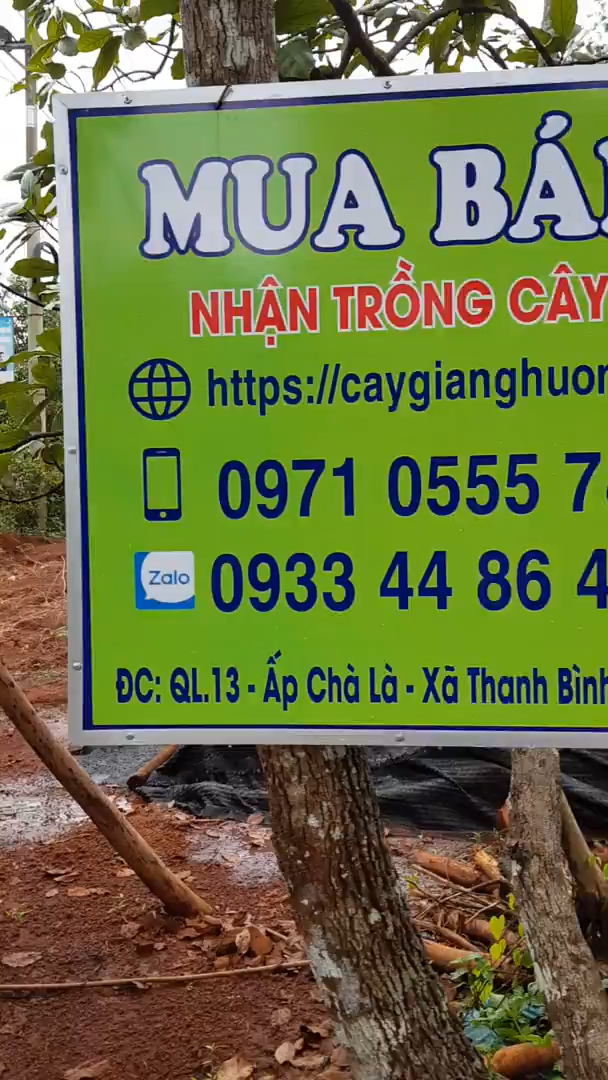 MUA BÁ
NHẬN TRỒNG CÂY
https://caygianghuon
0971 0555 7
Zalo 0933 44 86 4
ĐC: QL.13 - Ấp Chà Là - Xã Thanh Bình